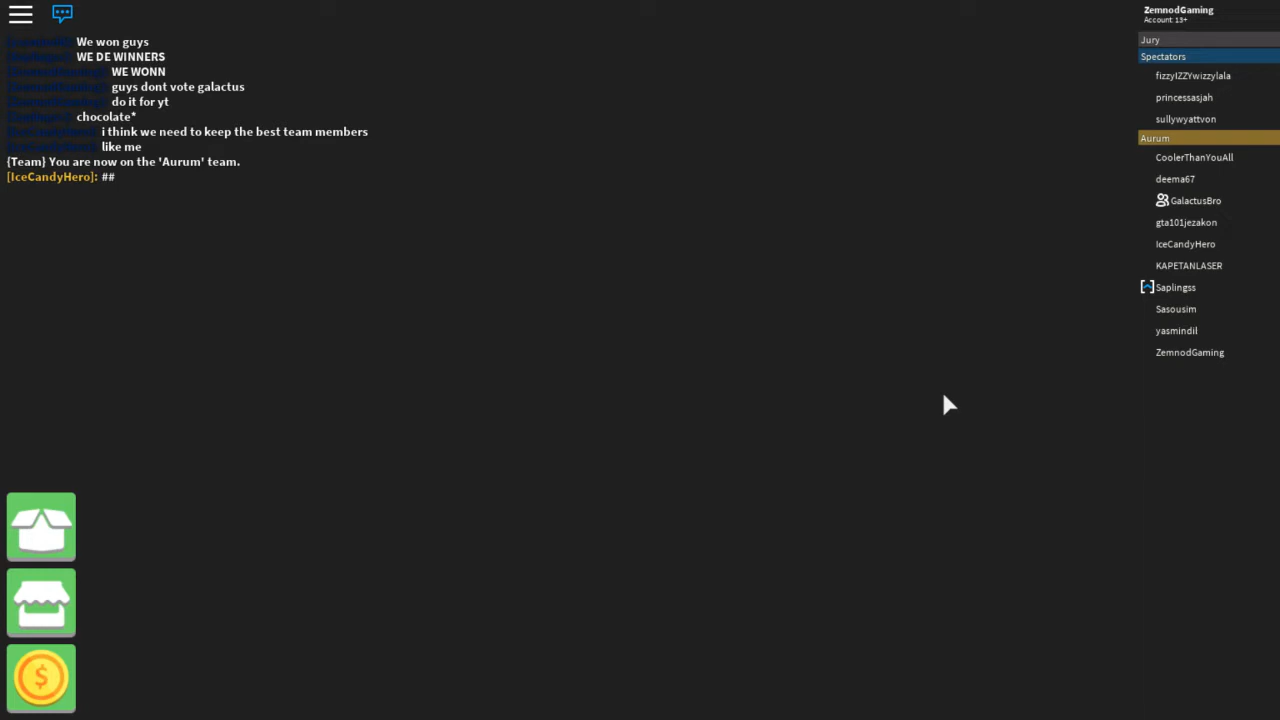 We won guys
WE DE WINNERS
WE WONN
guys dont vote galactus
do it for yt
chocolate*
i think we need to keep the best team members
like me
{Team} You are now on the 'Aurum' team.
[IceCandyHero]: ##
ZemnodGaming
Account: 13+
Jury
Spectators
fizzyIZZYwizzylala
princessasjah
sullywyattvon
Aurum
CoolerThanYouAll
deema67
GalactusBro
gta101jezakon
IceCandyHero
KAPETANLASER
Saplingss
Sasousim
yasmindil
ZemnodGaming
$